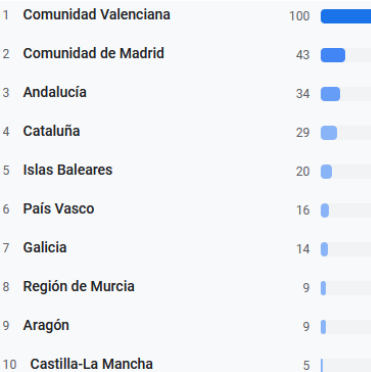 1 Comunidad Valenciana 100
2 Comunidad de Madrid 43
3 Andalucía 34
4 Cataluña 29
5 Islas Baleares 20
6 País Vasco 16
7 Galicia 14
8 Región de Murcia 9
9 Aragón 9
10 Castilla-La Mancha 5